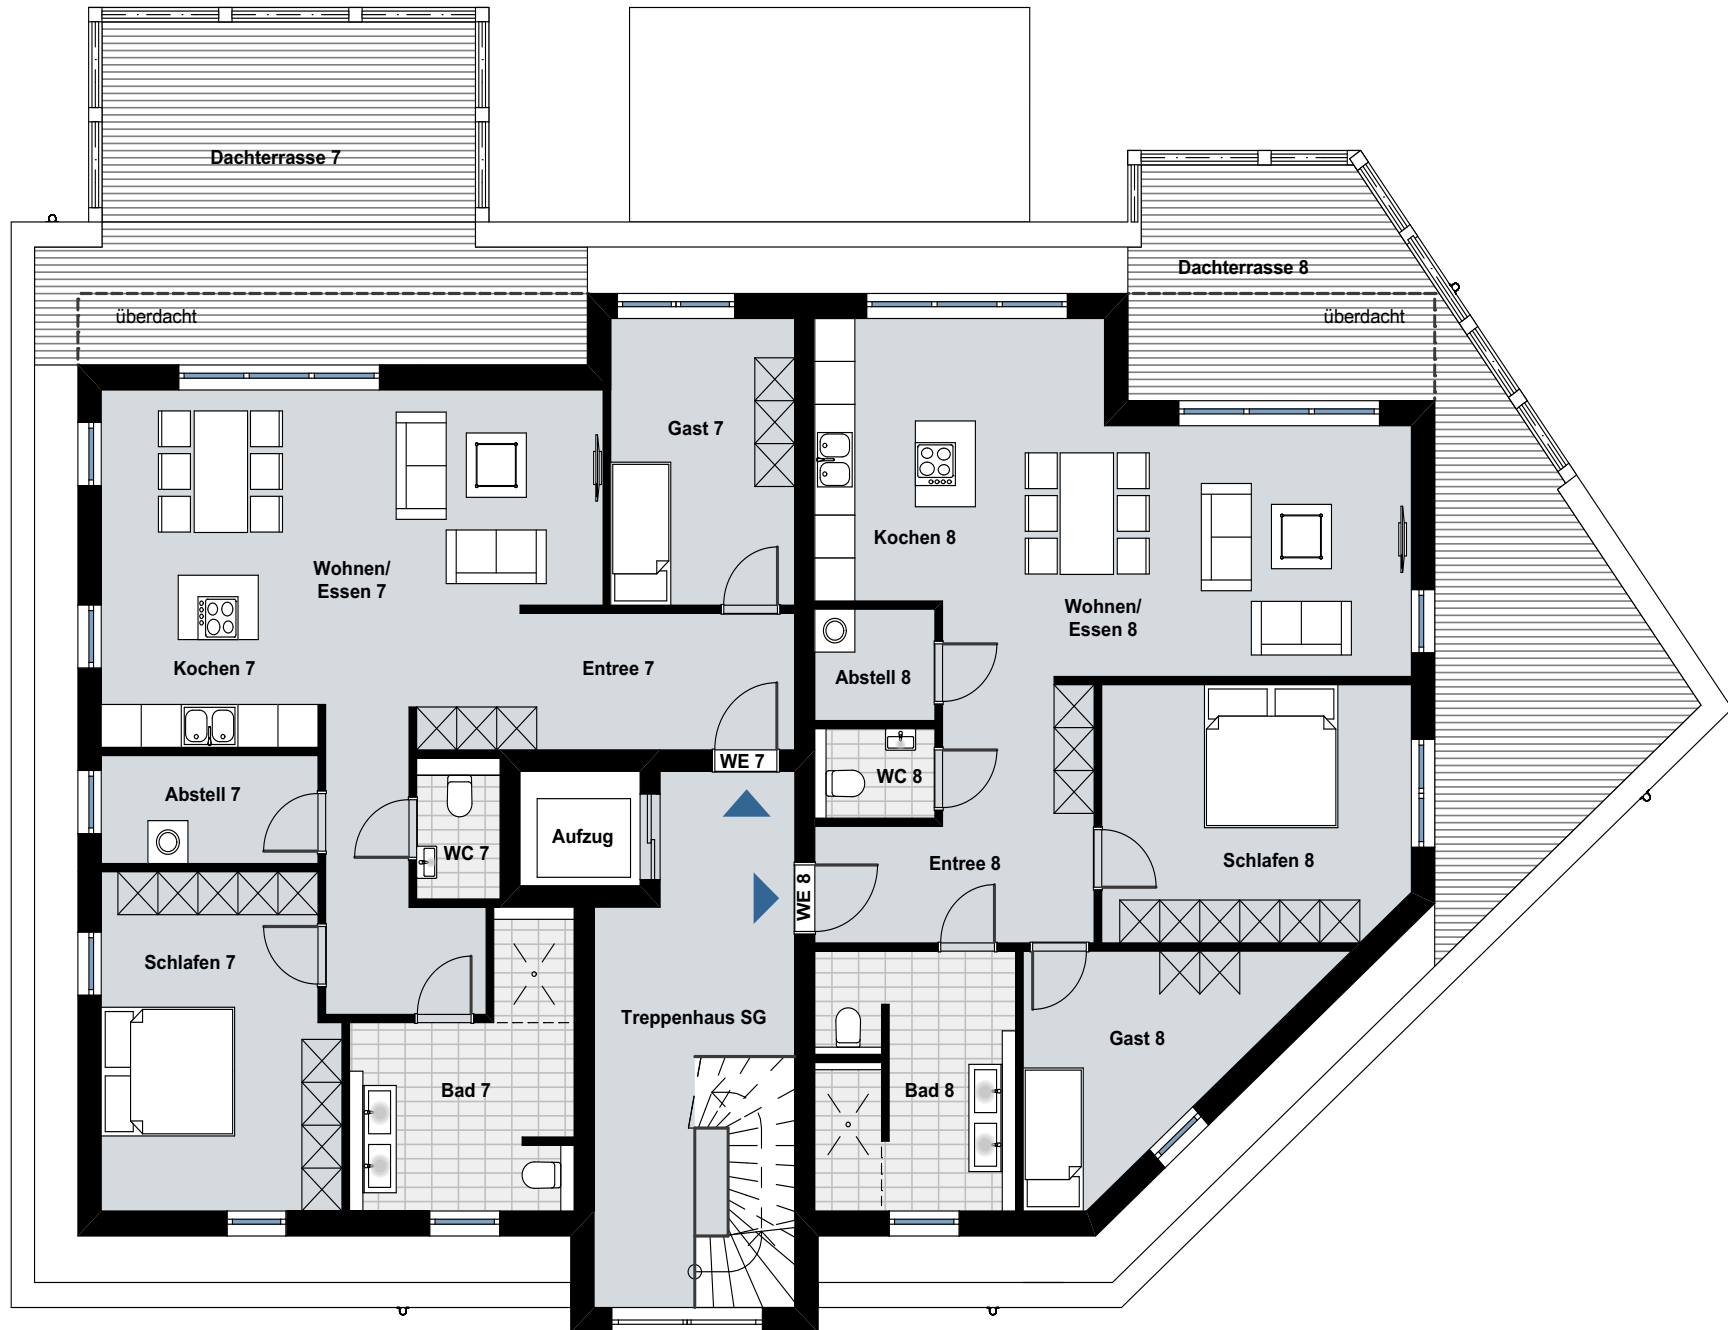 Dachterrasse 7
Dachterrasse 8
überdacht
überdacht
Gast 7
Kochen 8
Wohnen/
Essen 7
Wohnen/
Essen 8
Kochen 7
Entree 7
Abstell 8
WE 7
WC 8
Abstell 7
Aufzug
WC 7
Entree 8
Schlafen 8
WE 8
Schlafen 7
Treppenhaus SG
Gast 8
Bad 7
Bad 8